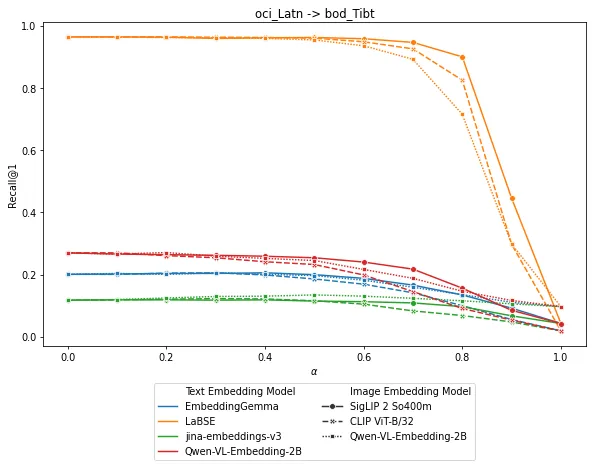 oci_Latn -> bod_Tibt
1.0
0.8
0.6
0.4
0.2
0.0
Recall@1
0.0 0.2 0.4 0.6 0.8 1.0
α
Text Embedding Model Image Embedding Model
EmbeddingGemma SigLIP 2 So400m
LaBSE CLIP ViT-B/32
jina-embeddings-v3 Qwen-VL-Embedding-2B
Qwen-VL-Embedding-2B